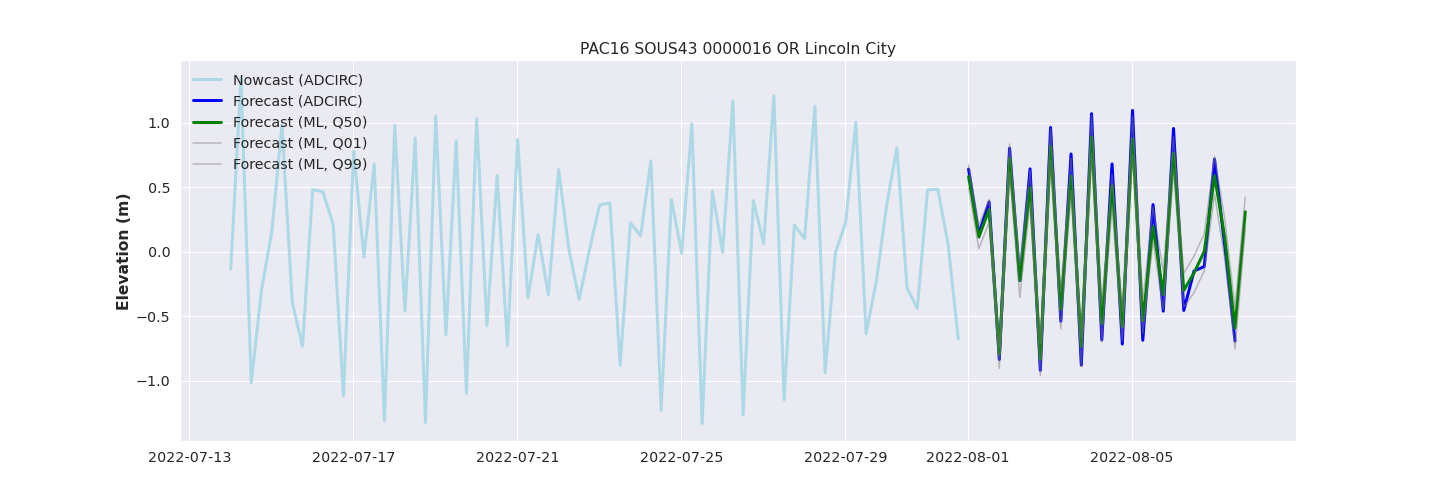 PAC16 SOUS43 0000016 OR Lincoln City
Nowcast (ADCIRC)
Forecast (ADCIRC)
Forecast (ML, Q50)
Forecast (ML, Q01)
Forecast (ML, Q99)
Elevation (m)
1.0
0.5
0.0
−0.5
−1.0
2022-07-13 2022-07-17 2022-07-21 2022-07-25 2022-07-29 2022-08-01 2022-08-05